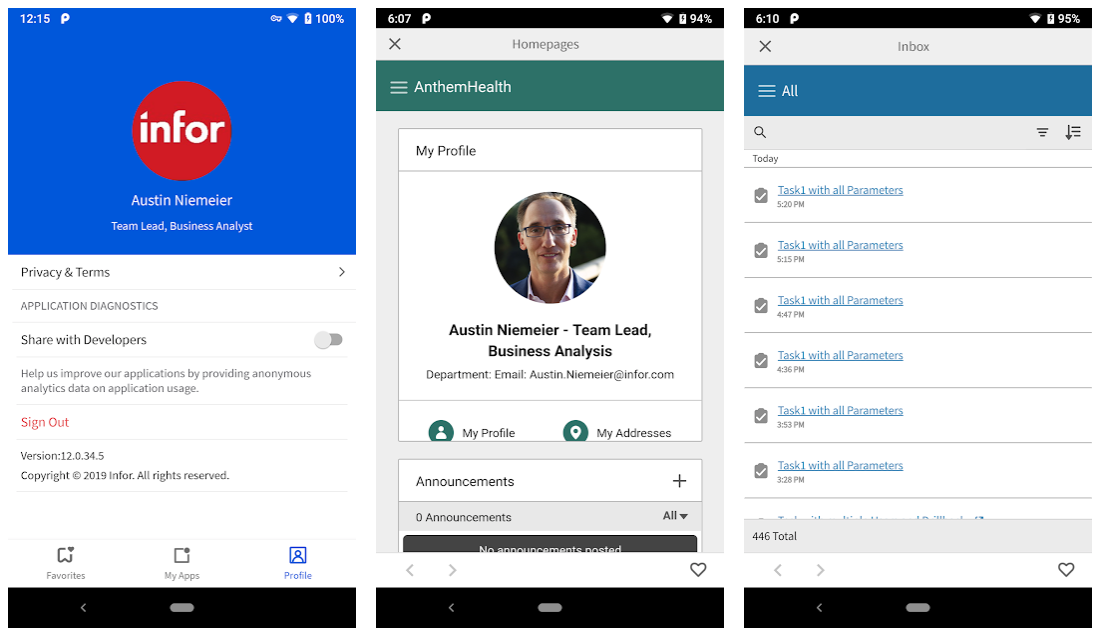 12:15 100%
infor
Austin Niemeier
Team Lead, Business Analyst
Privacy & Terms
APPLICATION DIAGNOSTICS
Share with Developers
Help us improve our applications by providing anonymous
analytics data on application usage.
Sign Out
Version:12.0.34.5
Copyright © 2019 Infor. All rights reserved.
Favorites My Apps Profile
6:07 94%
Homepages
AnthemHealth
My Profile
Austin Niemeier - Team Lead,
Business Analysis
Department: Email: Austin.Niemeier@infor.com
My Profile My Addresses
Announcements
0 Announcements All
No announcements posted
6:10 95%
Inbox
All
Today
Task1 with all Parameters
5:20 PM
Task1 with all Parameters
5:15 PM
Task1 with all Parameters
4:47 PM
Task1 with all Parameters
4:36 PM
Task1 with all Parameters
3:53 PM
Task1 with all Parameters
3:28 PM
446 Total